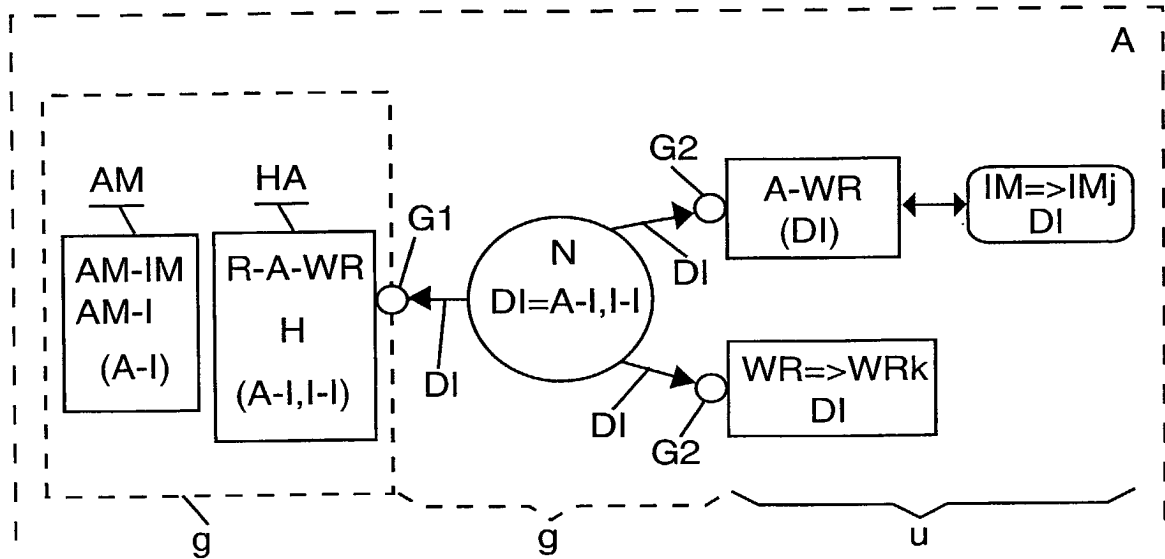 A
AM
HA
G1
G2
AM-IM
AM-I
(A-I)
R-A-WR
H
(A-I,I-I)
DI
N
DI=A-I,I-I
DI
A-WR
(DI)
IM=>IMj
DI
DI
G2
WR=>WRk
DI
g
g
u